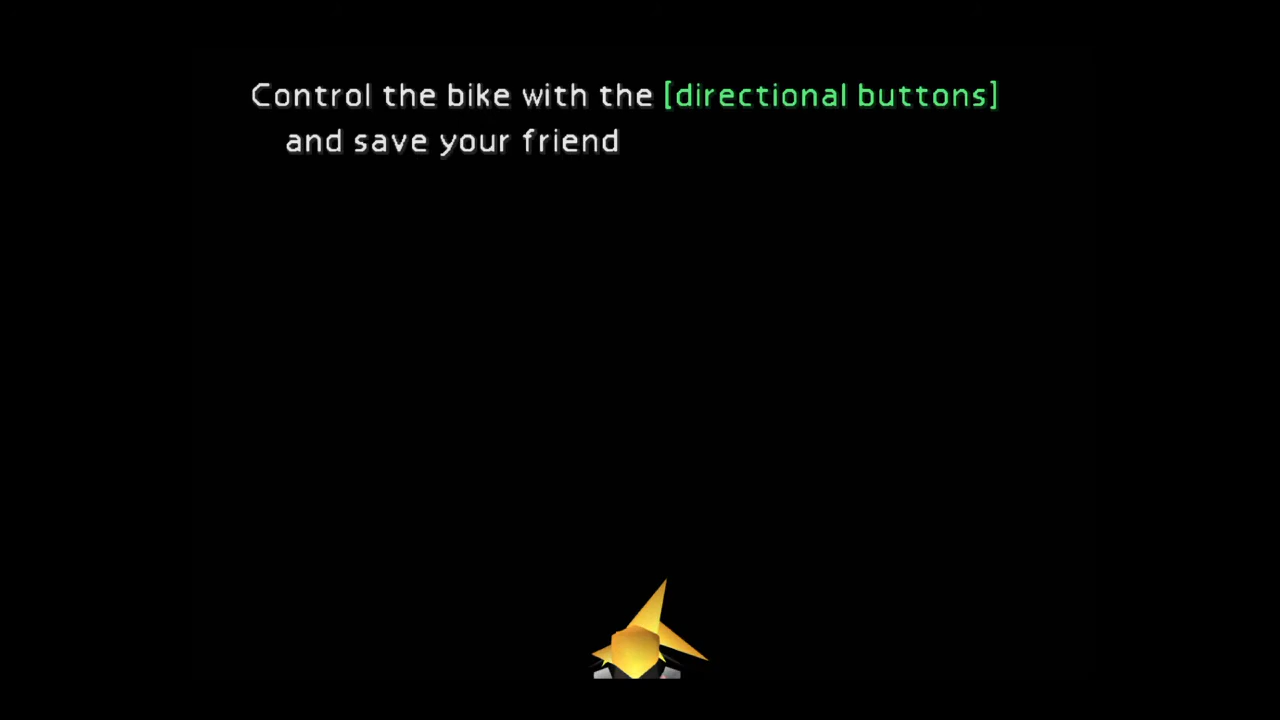 Control the bike with the [directional buttons]
and save your friend